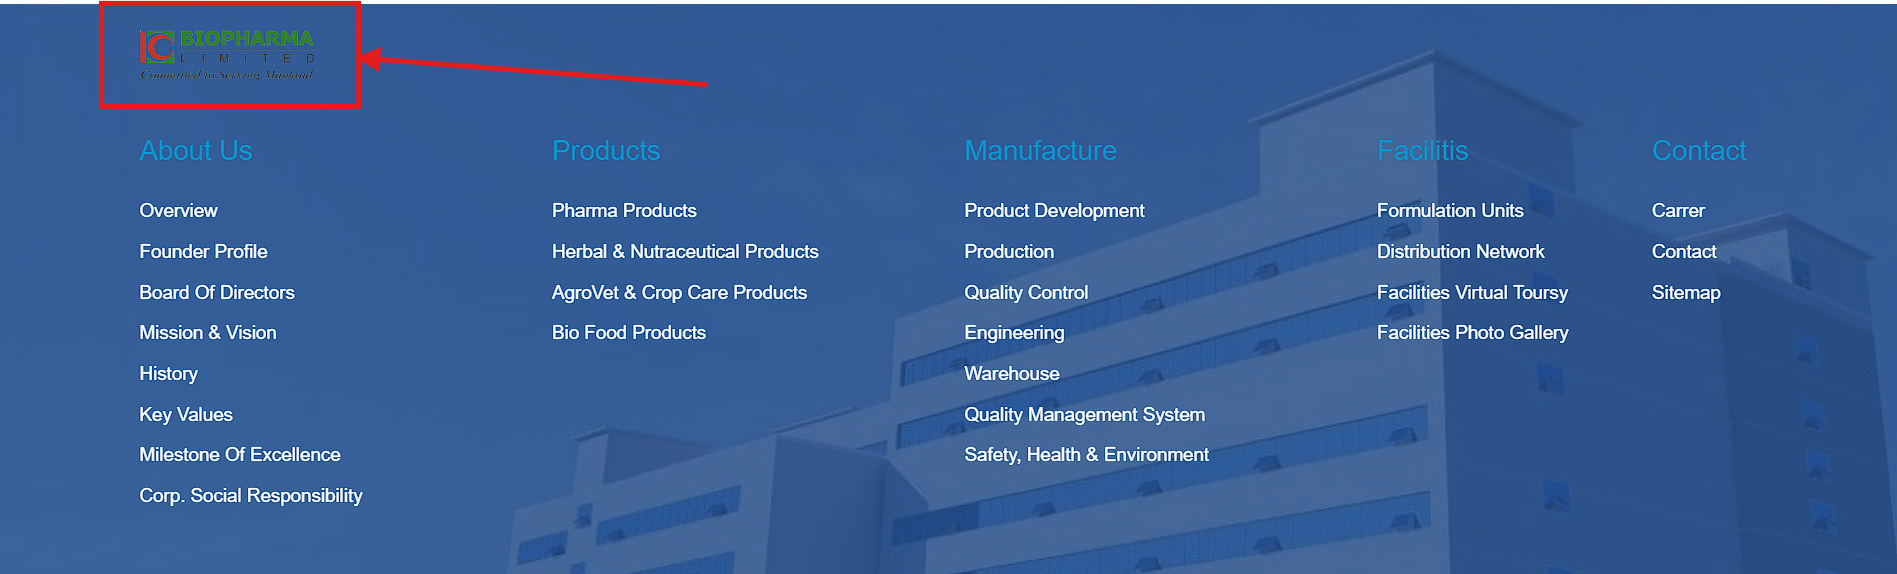 BIOPHARMA
LIMITED
Committed to Serving Mankind
About Us
Overview
Founder Profile
Board Of Directors
Mission & Vision
History
Key Values
Milestone Of Excellence
Corp. Social Responsibility
Products
Pharma Products
Herbal & Nutraceutical Products
AgroVet & Crop Care Products
Bio Food Products
Manufacture
Product Development
Production
Quality Control
Engineering
Warehouse
Quality Management System
Safety, Health & Environment
Facilitis
Formulation Units
Distribution Network
Facilities Virtual Toursy
Facilities Photo Gallery
Contact
Carrer
Contact
Sitemap